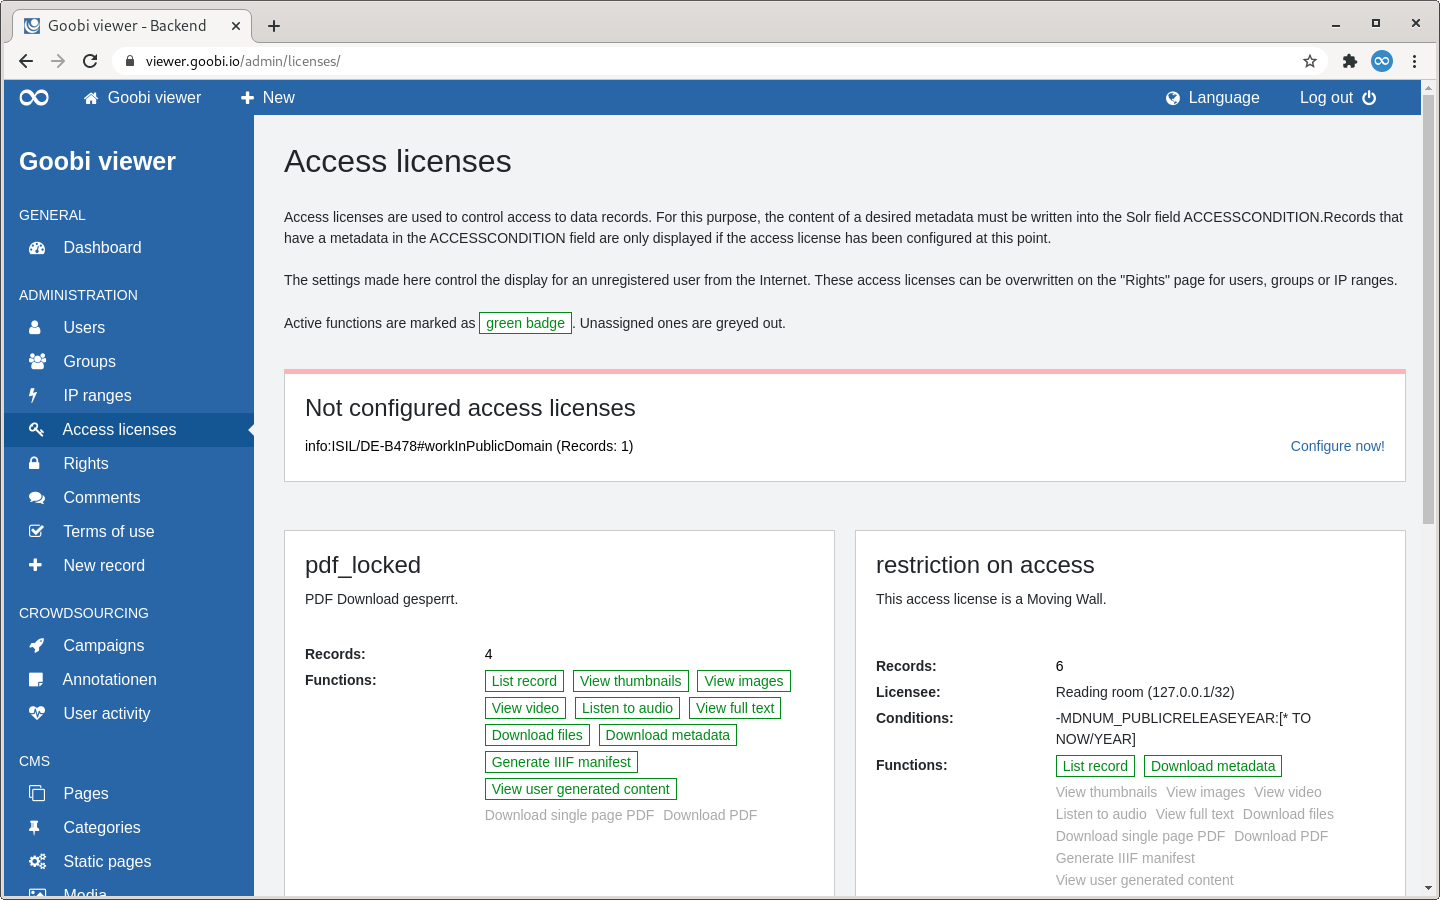 Goobi viewer - Backend
viewer.goobi.io/admin/licenses/
Goobi viewer
New
Language
Log out
Goobi viewer
GENERAL
Dashboard
ADMINISTRATION
Users
Groups
IP ranges
Access licenses
Rights
Comments
Terms of use
New record
CROWDSOURCING
Campaigns
Annotationen
User activity
CMS
Pages
Categories
Static pages
Media
Access licenses
Access licenses are used to control access to data records. For this purpose, the content of a desired metadata must be written into the Solr field ACCESSCONDITION.Records that
have a metadata in the ACCESSCONDITION field are only displayed if the access license has been configured at this point.
The settings made here control the display for an unregistered user from the Internet. These access licenses can be overwritten on the "Rights" page for users, groups or IP ranges.
Active functions are marked as green badge. Unassigned ones are greyed out.
Not configured access licenses
info:ISIL/DE-B478#workInPublicDomain (Records: 1)
Configure now!
pdf_locked
PDF Download gesperrt.
Records: 4
Functions: List record View thumbnails View images
View video Listen to audio View full text
Download files Download metadata
Generate IIIF manifest
View user generated content
Download single page PDF Download PDF
restriction on access
This access license is a Moving Wall.
Records: 6
Licensee: Reading room (127.0.0.1/32)
Conditions: -MDNUM_PUBLICRELEASEYEAR:[* TO
NOW/YEAR]
Functions: List record Download metadata
View thumbnails View images View video
Listen to audio View full text Download files
Download single page PDF Download PDF
Generate IIIF manifest
View user generated content